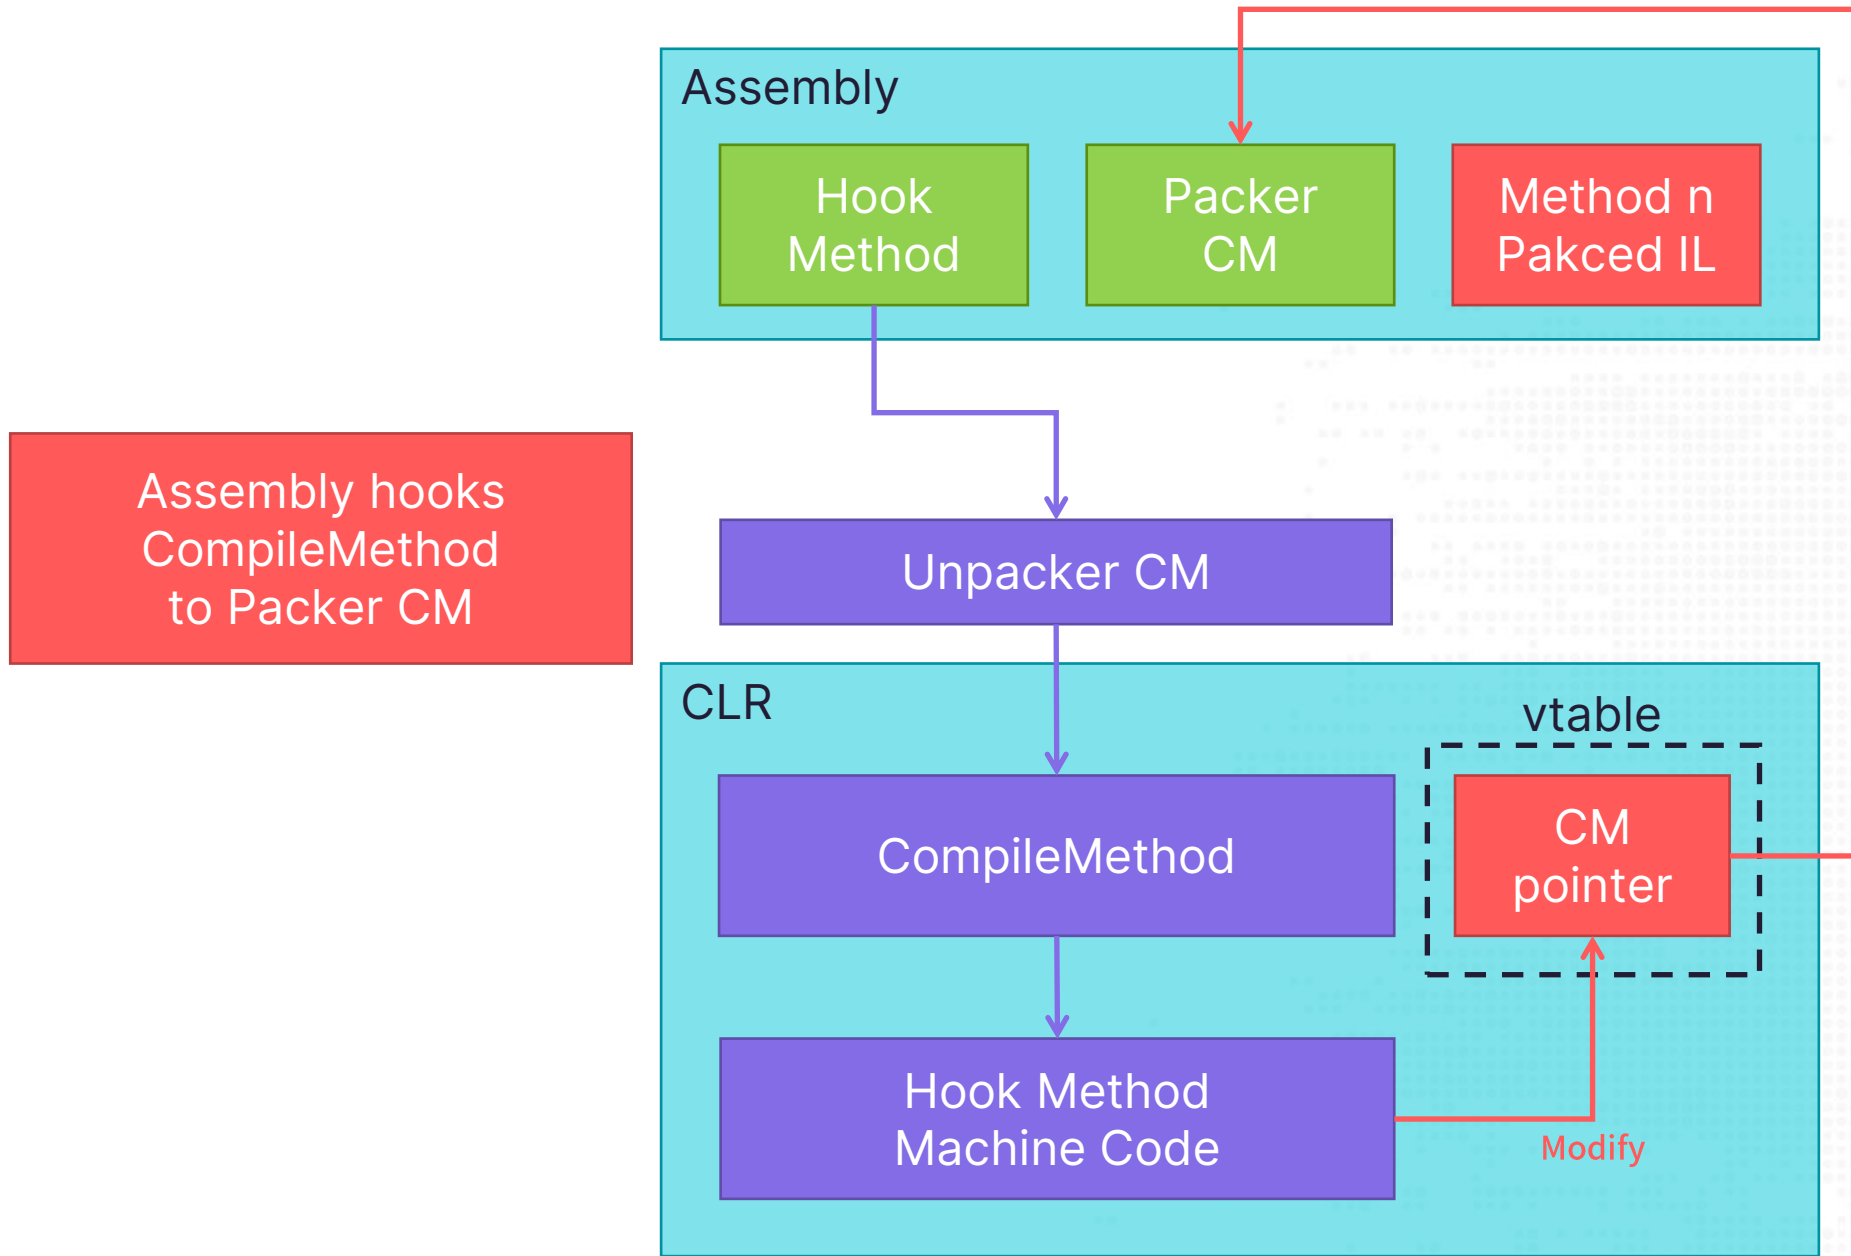 Assembly
Hook
Method
Packer
CM
Method n
Pakced IL
Assembly hooks
CompileMethod
to Packer CM
Unpacker CM
CLR
vtable
CompileMethod
CM
pointer
Hook Method
Machine Code
Modify